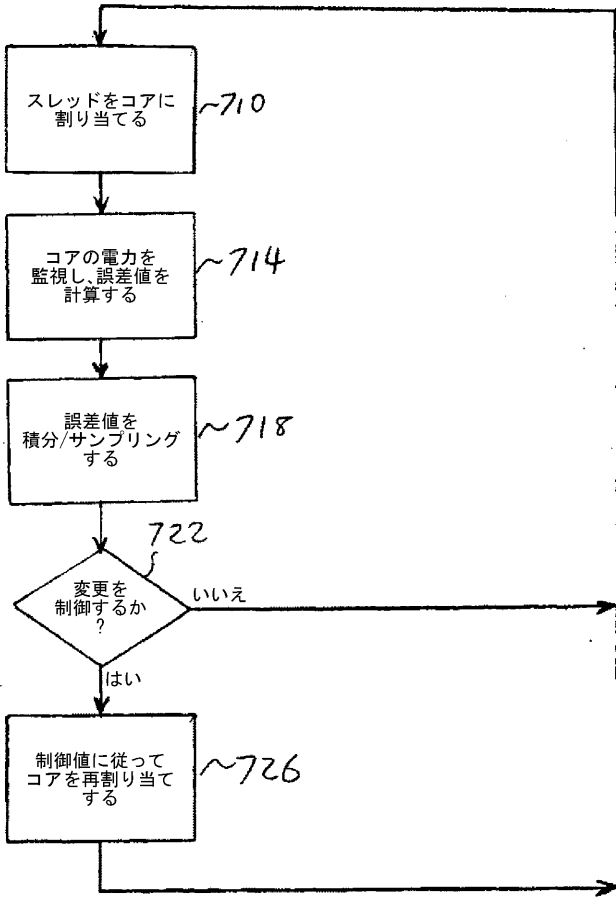 スレッドをコアに
割り当てる
710
コアの電力を
監視し、誤差値を
計算する
714
誤差値を
積分/サンプリング
する
718
722
変更を
制御するか
?
いいえ
はい
制御値に従って
コアを再割り当て
する
726